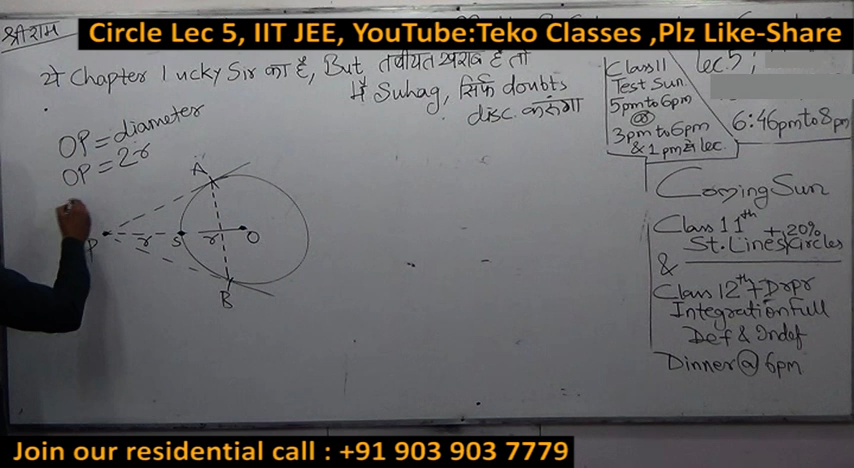 श्रीराम
Circle Lec 5, IIT JEE, YouTube:Teko Classes ,Plz Like-Share
ये Chapter Lucky Sir का है, But तबीयत खराब है तो
मैं Suhag, सिर्फ doubts
disc. करूंगा
OP = diameter
OP = 2r
A
P
r
S
r
O
B
Class 11
Test Sun.
5pm to 6pm
3pm to 6pm
& 1 pm से lec.
Lec 5;
6:46pm to 8pm
Coming Sun
Class 11th +20%
St. Lines, Circles
&
Class 12th + Drpr
Integration Full
Def & Indef
Dinner @ 6pm
Join our residential call : +91 903 903 7779